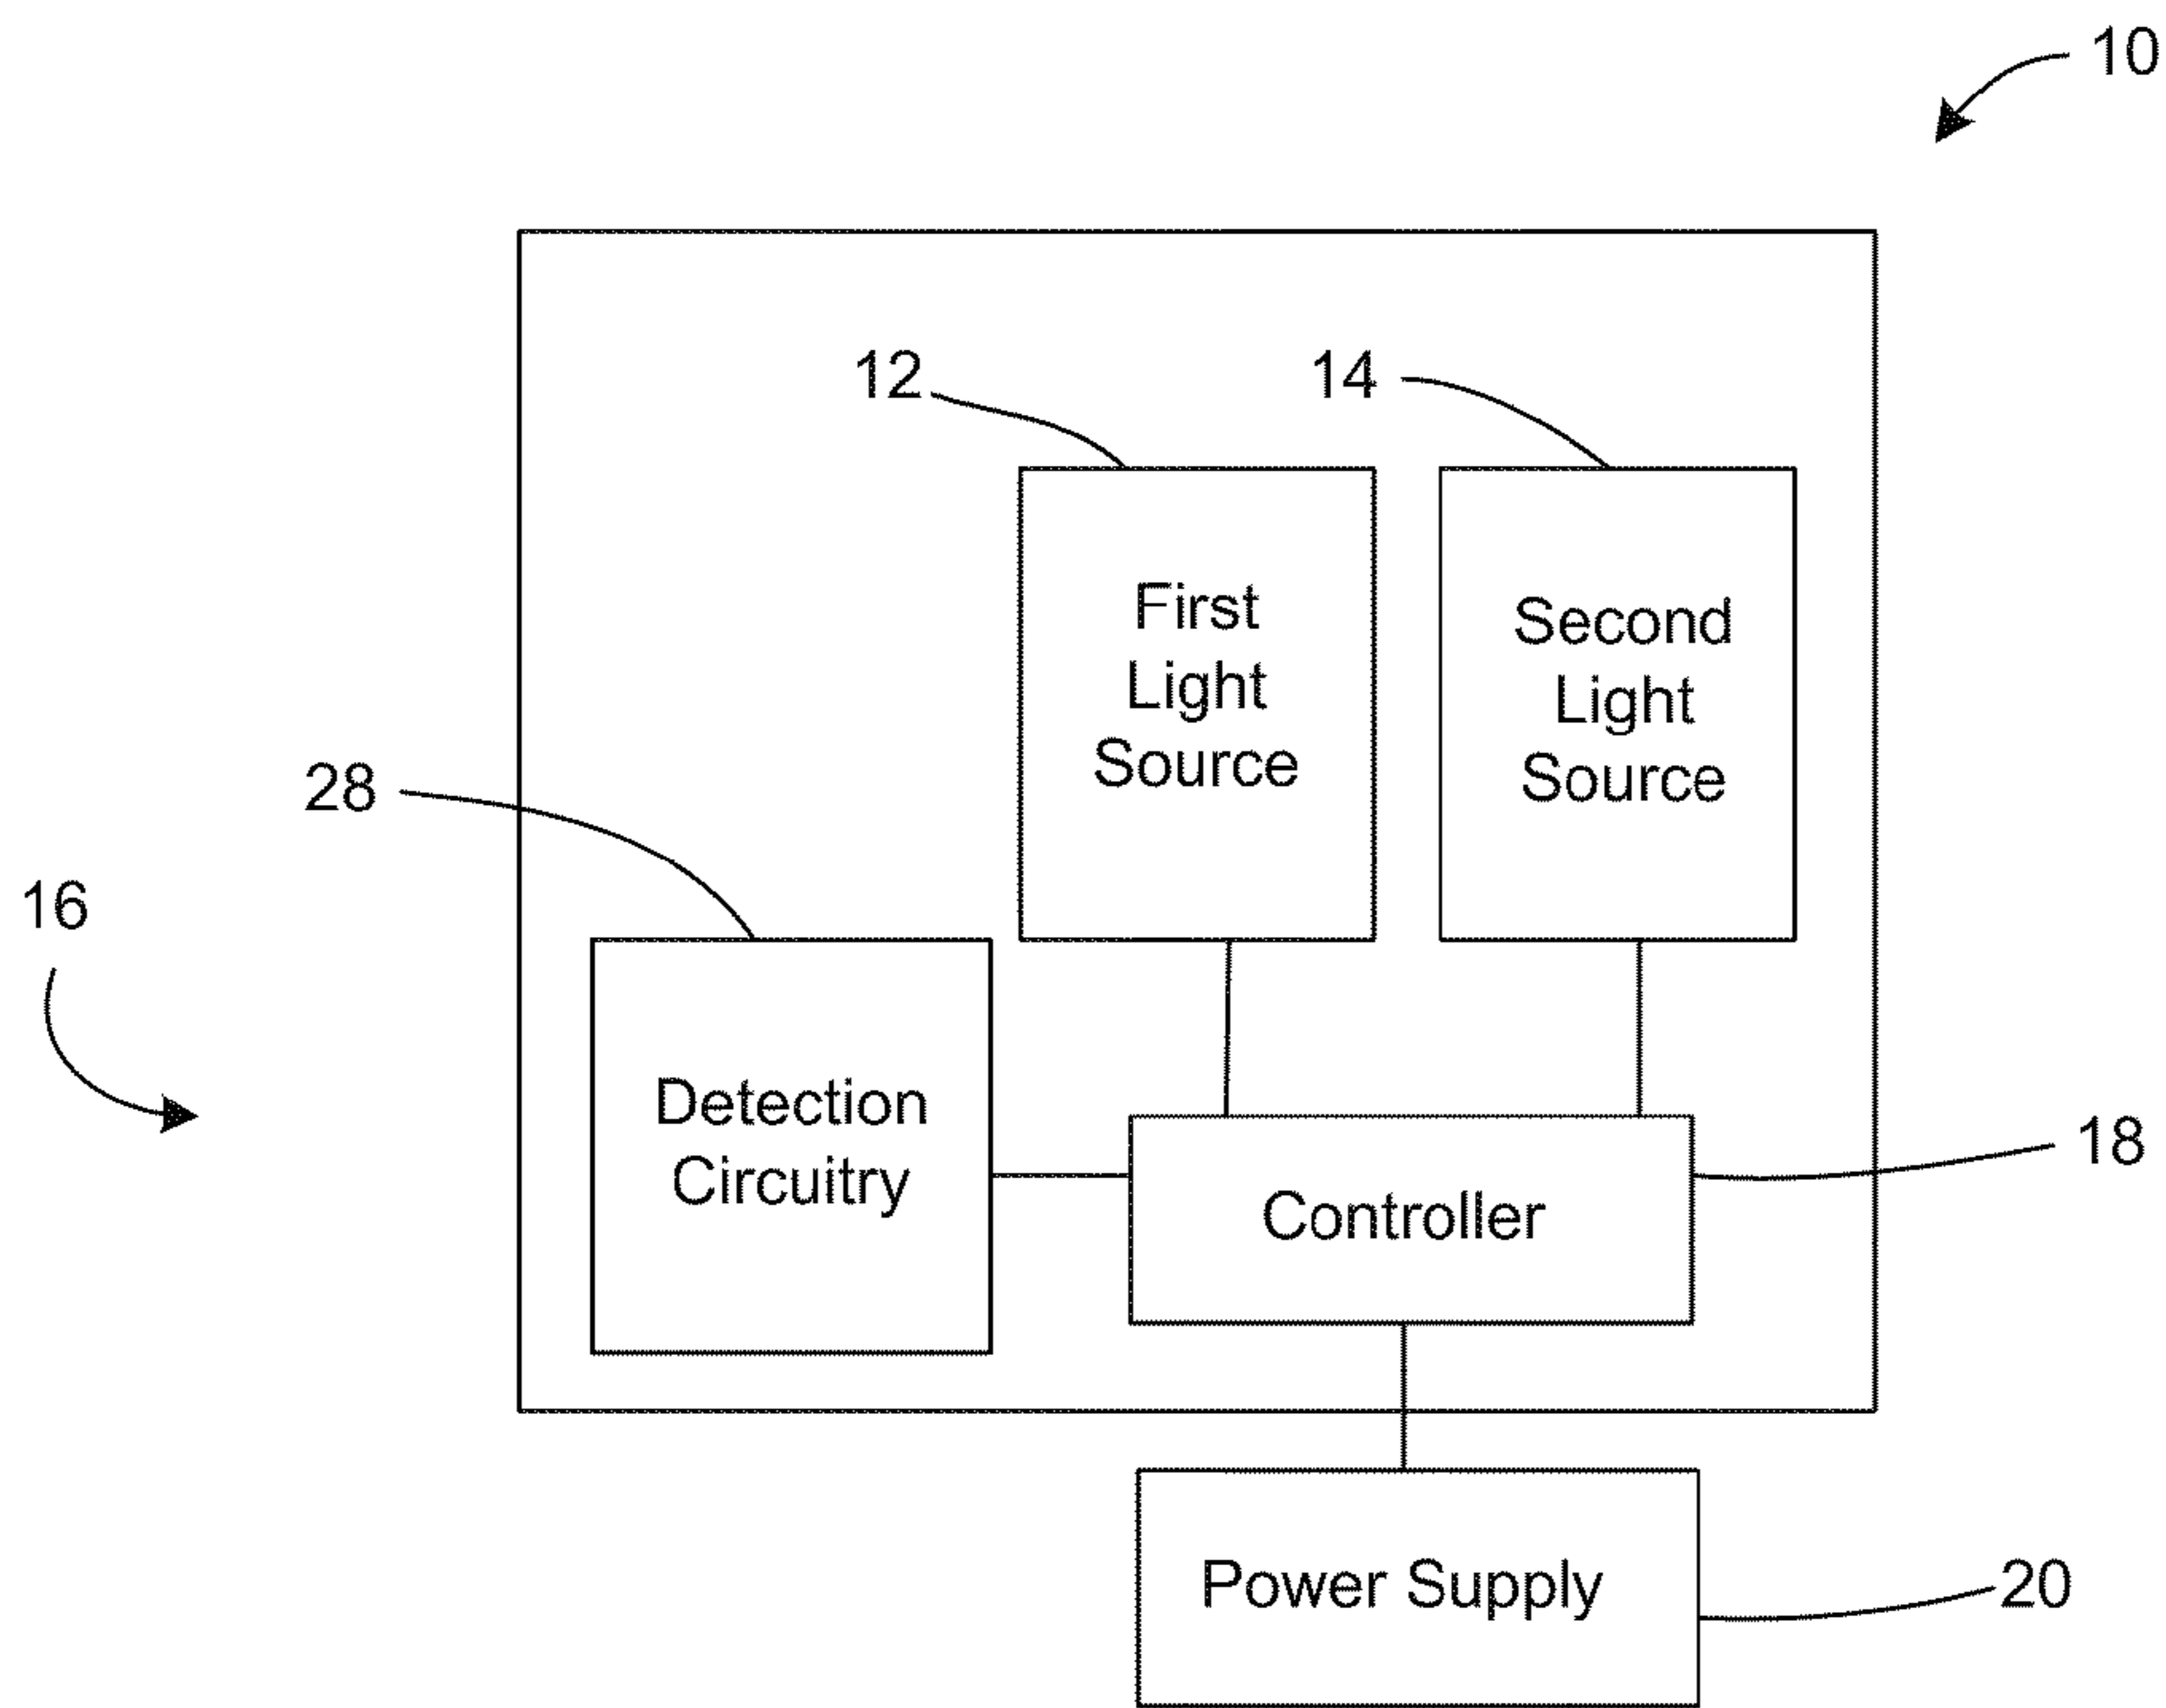 10
12
14
First
Light
Source
Second
Light
Source
28
16
Detection
Circuitry
Controller
18
Power Supply
20